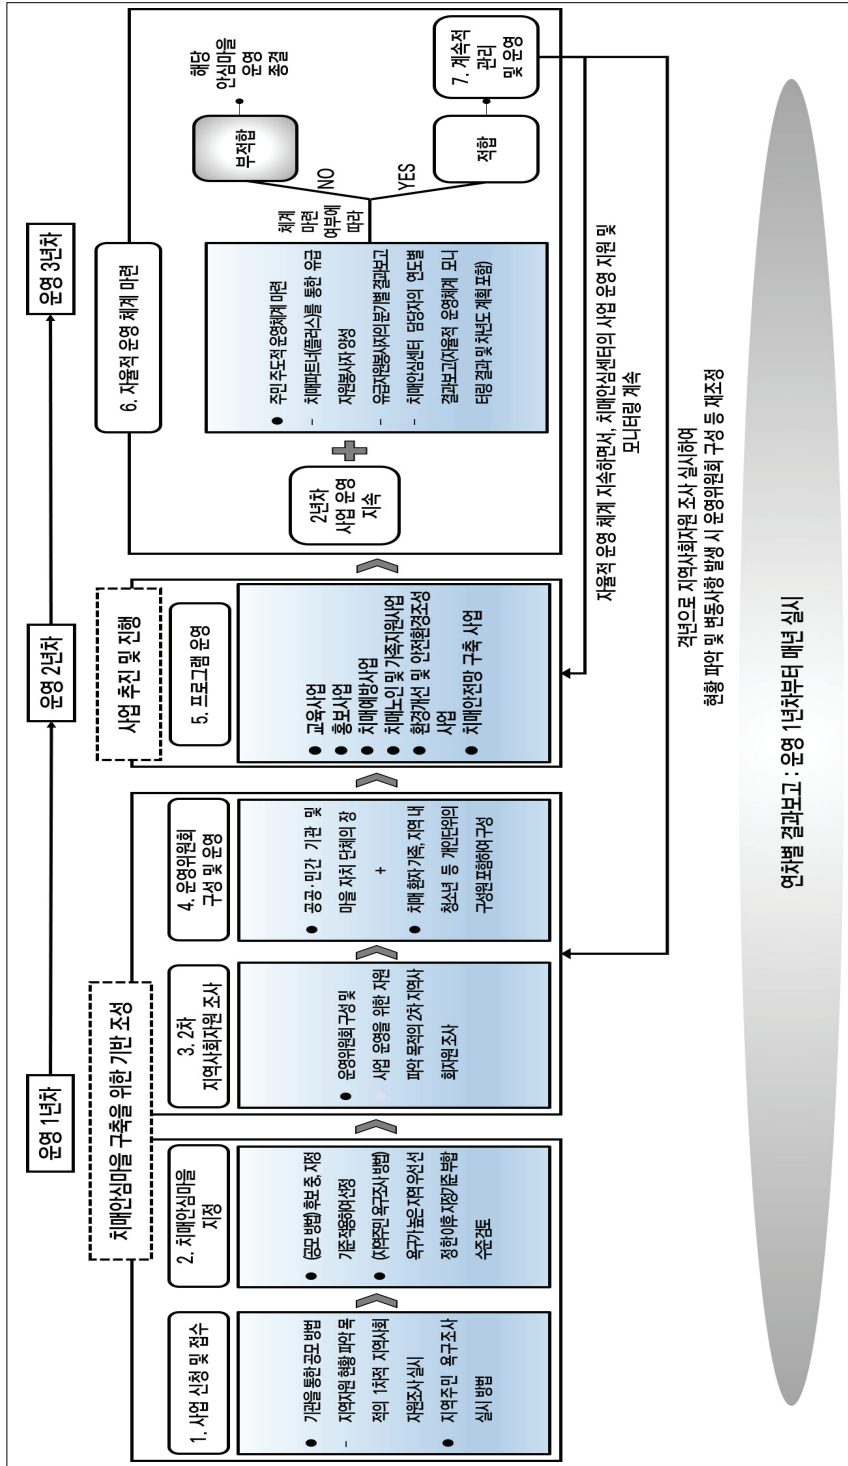 운영 1년차
운영 2년차
운영 3년차
치매안심마을 구축을 위한 기반 조성
사업 추진 및 진행
1. 사업 신청 및 접수
● 기관을 통한 공모 방법
- 지역자원 현황 파악 목
적의 1차적 지역사회
자원조사 실시
● 지역주민 욕구조사
실시 방법
2. 치매안심마을
지정
● (공모 방법) 후보 중, 지정
기준 적용하여 선정
● (지역주민 욕구조사 방법)
욕구가 높은 지역 우선 선
정한 이후 지정기준 부합
수준 검토
3. 2차
지역사회자원 조사
● 운영위원회 구성 및
사업 운영을 위한 자원
파악 목적의 2차 지역사
회자원 조사
4. 운영위원회
구성 및 운영
● 공공·민간 기관 및
마을 자치 단체의 장
+
● 치매 환자 가족, 지역 내
청소년 등 개인단위의
구성원 포함하여 구성
5. 프로그램 운영
● 교육사업
● 홍보사업
● 치매예방사업
● 치매노인 및 가족지원사업
● 환경개선 및 안전환경조성
사업
● 치매안전망 구축 사업
6. 자율적 운영 체계 마련
2년차
사업 운영
지속
● 주민 주도적 운영체계 마련
- 치매파트너(플러스)를 통한 유급
자원봉사자 양성
- 유급자원봉사자의 분기별 결과보고
- 치매안심센터 담당자의 연도별
결과보고(자율적 운영체계 모니
터링 결과 및 차년도 계획 포함)
체계
마련
여부에
따라
NO
YES
부적합
해당
안심마을
운영
종결
적합
7. 계속적
관리
및 운영
자율적 운영 체계 지속하면서, 치매안심센터의 사업 운영 지원 및
모니터링 계속
격년으로 지역사회자원 조사 실시하여
현황 파악 및 변동사항 발생 시 운영위원회 구성 등 재조정
연차별 결과보고 : 운영 1년차부터 매년 실시